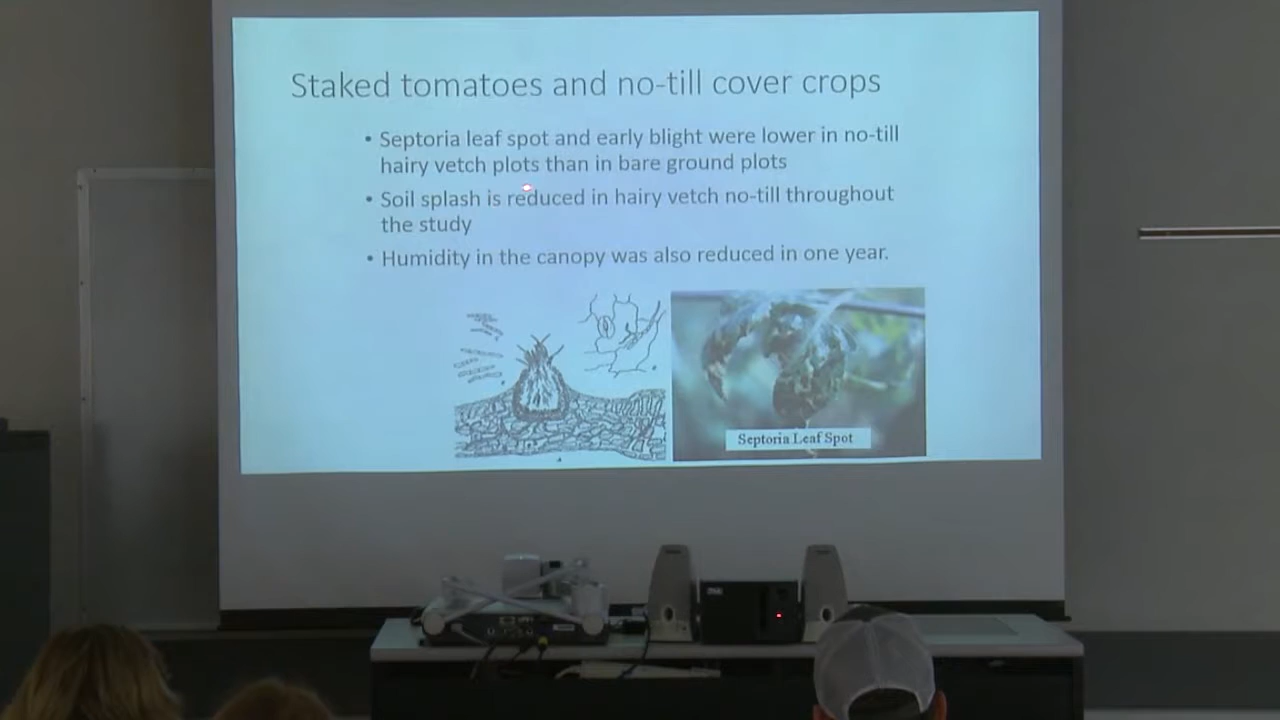 Staked tomatoes and no-till cover crops
• Septoria leaf spot and early blight were lower in no-till
hairy vetch plots than in bare ground plots
• Soil splash is reduced in hairy vetch no-till throughout
the study
• Humidity in the canopy was also reduced in one year.
Septoria Leaf Spot